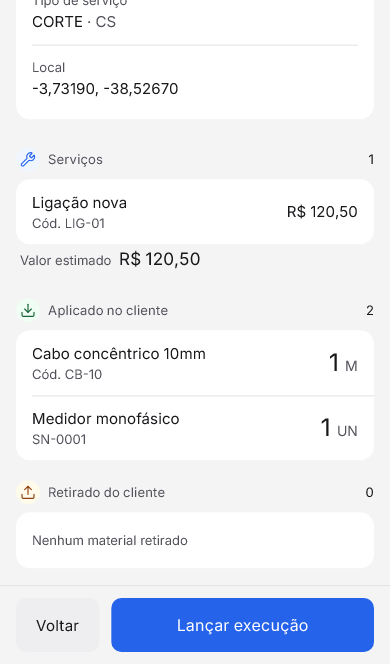 Tipo de serviço
CORTE · CS
Local
-3,73190, -38,52670
Serviços 1
Ligação nova
Cód. LIG-01
R$ 120,50
Valor estimado R$ 120,50
Aplicado no cliente 2
Cabo concêntrico 10mm
Cód. CB-10
1 M
Medidor monofásico
SN-0001
1 UN
Retirado do cliente 0
Nenhum material retirado
Voltar
Lançar execução